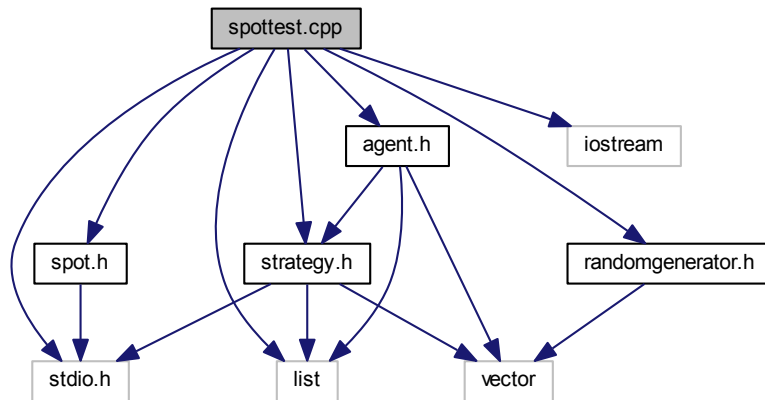 spottest.cpp
agent.h
iostream
spot.h
strategy.h
randomgenerator.h
stdio.h
list
vector